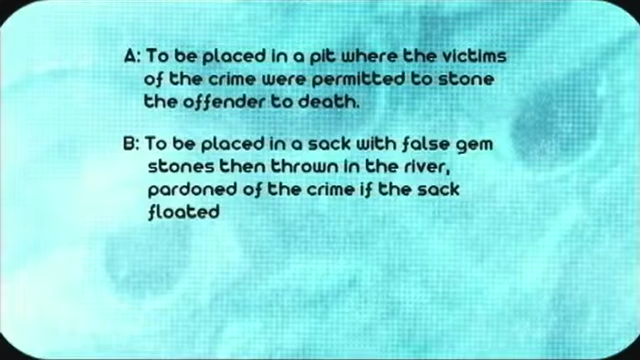 A: To be placed in a pit where the victims
of the crime were permitted to stone
the offender to death.
B: To be placed in a sack with false gem
stones then thrown in the river,
pardoned of the crime if the sack
floated